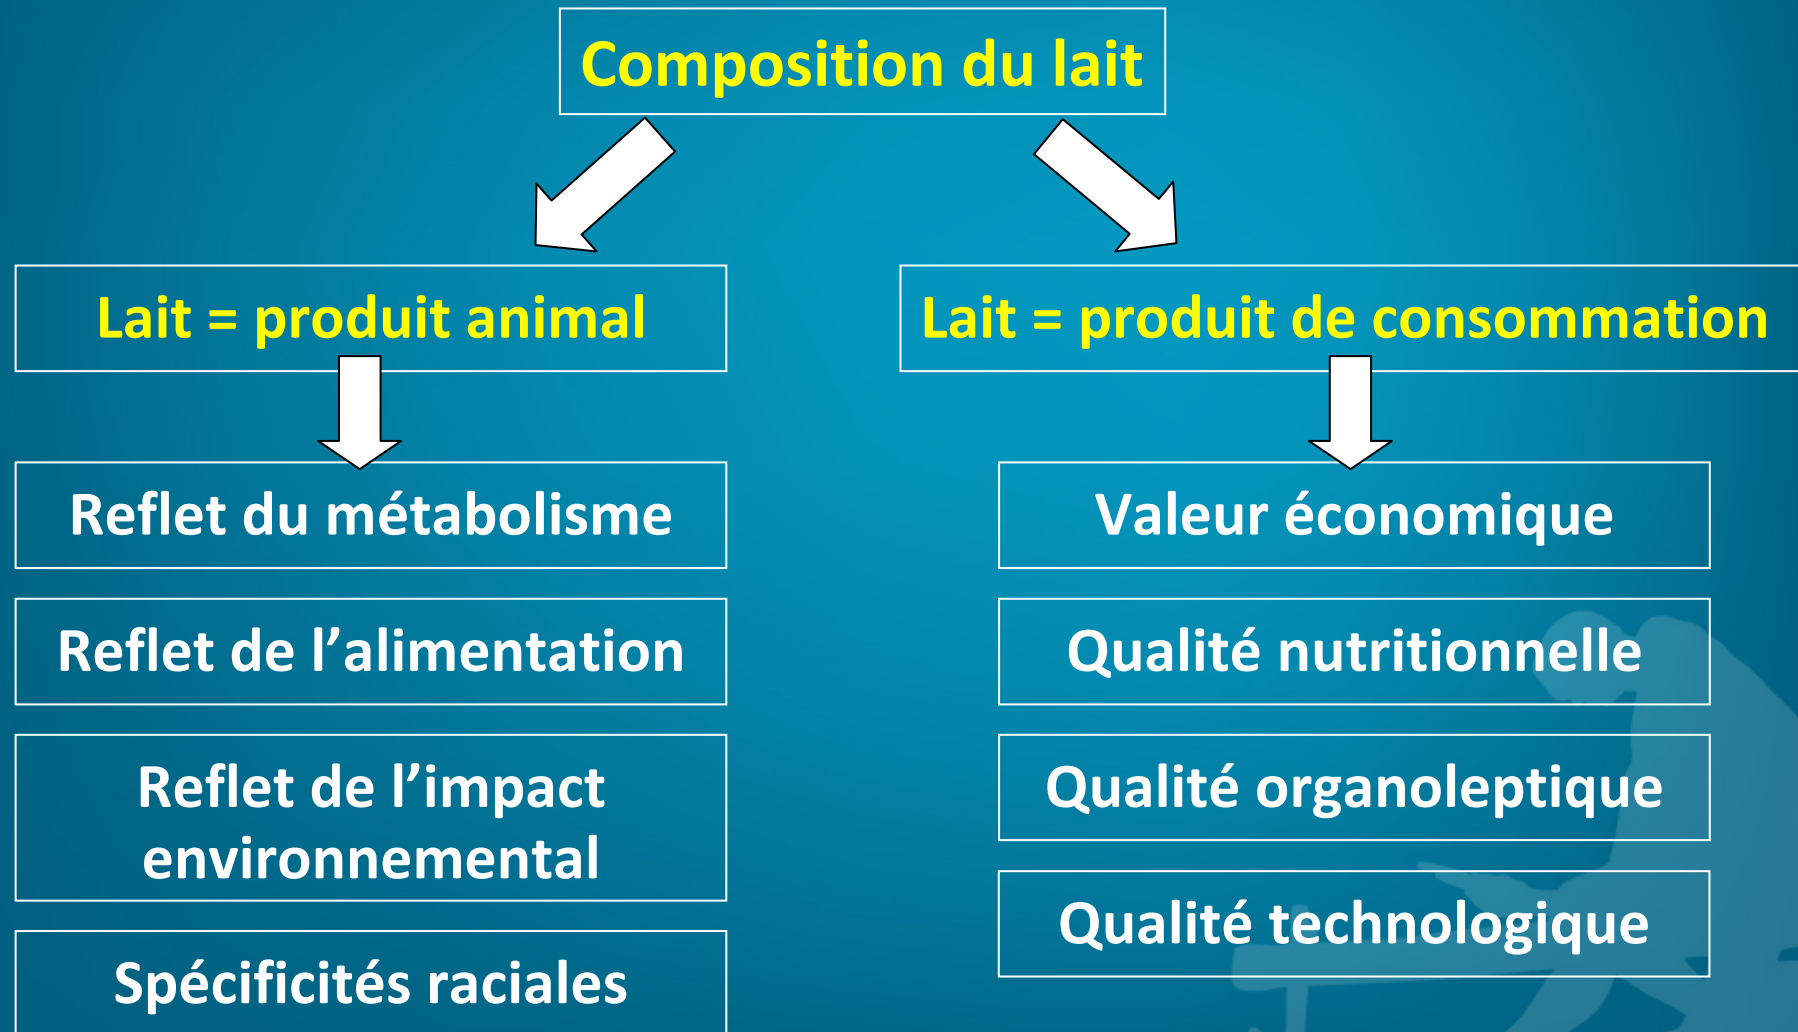 Composition du lait
Lait = produit animal
Lait = produit de consommation
Reflet du métabolisme
Reflet de l’alimentation
Reflet de l’impact
environnemental
Spécificités raciales
Valeur économique
Qualité nutritionnelle
Qualité organoleptique
Qualité technologique